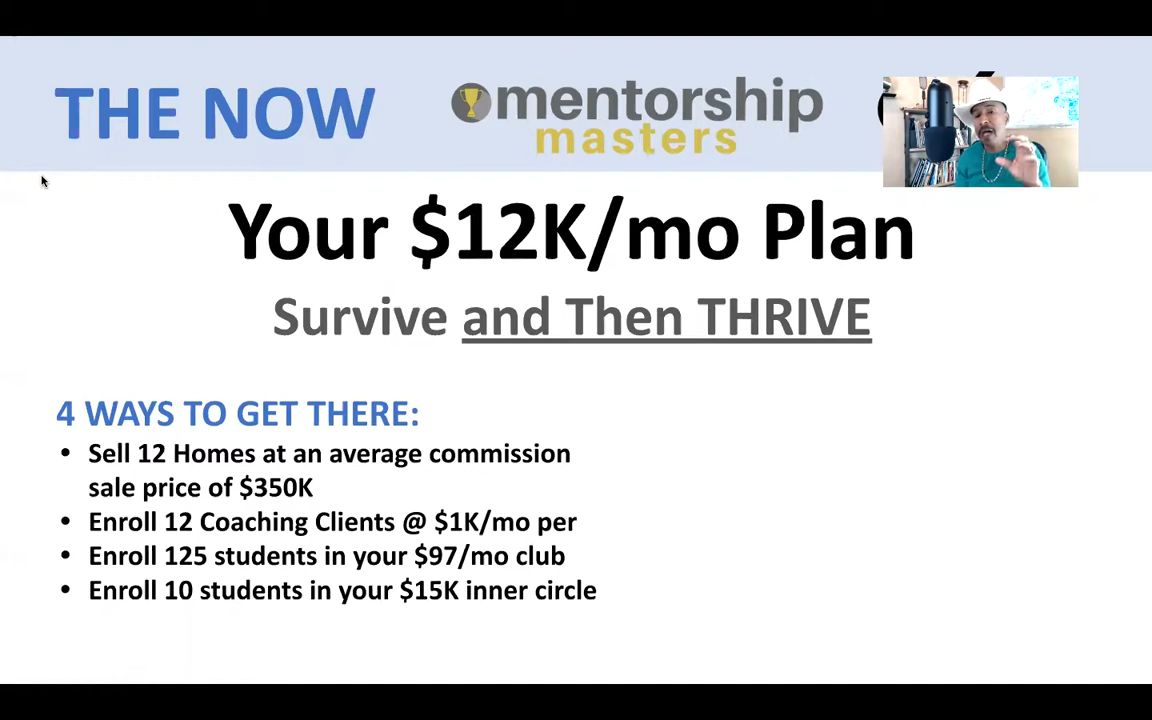 THE NOW
mentorship
masters
Your $12K/mo Plan
Survive and Then THRIVE
4 WAYS TO GET THERE:
• Sell 12 Homes at an average commission
sale price of $350K
• Enroll 12 Coaching Clients @ $1K/mo per
• Enroll 125 students in your $97/mo club
• Enroll 10 students in your $15K inner circle